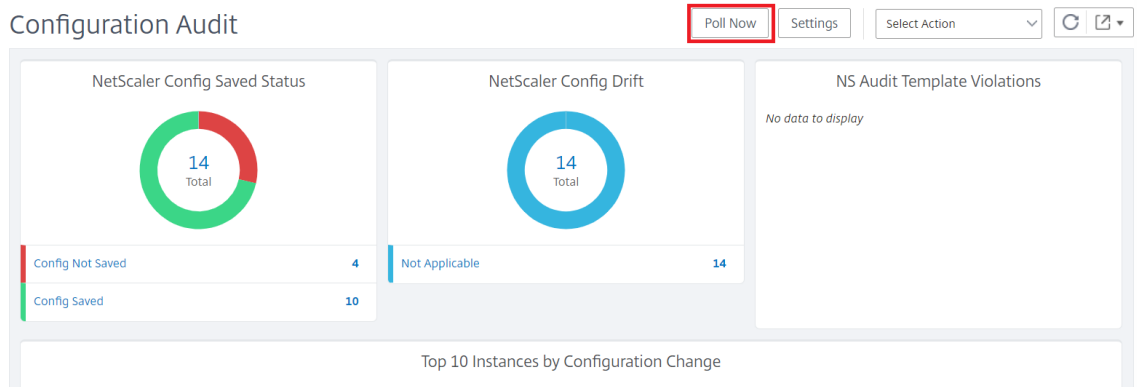 Configuration Audit
Poll Now
Settings
Select Action
NetScaler Config Saved Status
14
Total
Config Not Saved 4
Config Saved 10
NetScaler Config Drift
14
Total
Not Applicable 14
NS Audit Template Violations
No data to display
Top 10 Instances by Configuration Change